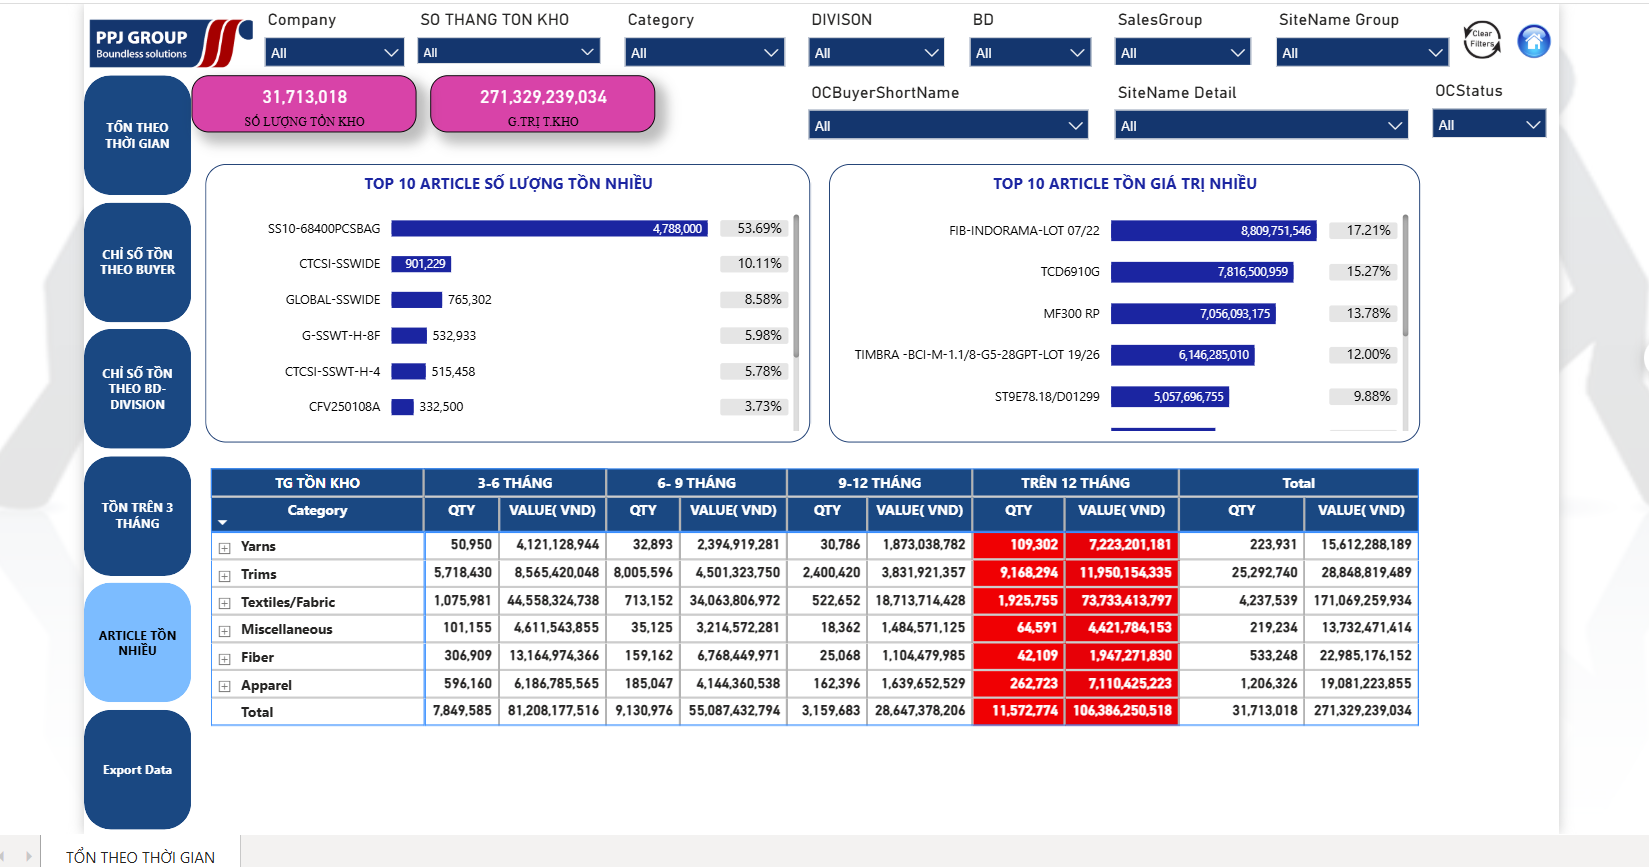 PPJ GROUP
Boundless solutions
Company
SO THANG TON KHO
Category
DIVISON
BD
SalesGroup
SiteName Group
All
All
All
All
All
All
All
Clear
Filters
31,713,018
SỐ LƯỢNG TỒN KHO
271,329,239,034
G.TRỊ T.KHO
OCBuyerShortName
SiteName Detail
OCStatus
All
All
All
TỒN THEO
THỜI GIAN
CHỈ SỐ TỒN
THEO BUYER
CHỈ SỐ TỒN
THEO BD-
DIVISION
TỒN TRÊN 3
THÁNG
ARTICLE TỒN
NHIỀU
Export Data
TOP 10 ARTICLE SỐ LƯỢNG TỒN NHIỀU
SS10-68400PCSBAG 4,788,000 53.69%
CTCSI-SSWIDE 901,229 10.11%
GLOBAL-SSWIDE 765,302 8.58%
G-SSWT-H-8F 532,933 5.98%
CTCSI-SSWT-H-4 515,458 5.78%
CFV250108A 332,500 3.73%
TOP 10 ARTICLE TỒN GIÁ TRỊ NHIỀU
FIB-INDORAMA-LOT 07/22 8,809,751,546 17.21%
TCD6910G 7,816,500,959 15.27%
MF300 RP 7,056,093,175 13.78%
TIMBRA -BCI-M-1.1/8-G5-28GPT-LOT 19/26 6,146,285,010 12.00%
ST9E78.18/D01299 5,057,696,755 9.88%
TG TỒN KHO 3-6 THÁNG 6- 9 THÁNG 9-12 THÁNG TRÊN 12 THÁNG Total
Category QTY VALUE( VND) QTY VALUE( VND) QTY VALUE( VND) QTY VALUE( VND) QTY VALUE( VND)
Yarns 50,950 4,121,128,944 32,893 2,394,919,281 30,786 1,873,038,782 109,302 7,223,201,181 223,931 15,612,288,189
Trims 5,718,430 8,565,420,048 8,005,596 4,501,323,750 2,400,420 3,831,921,357 9,168,294 11,950,154,335 25,292,740 28,848,819,489
Textiles/Fabric 1,075,981 44,558,324,738 713,152 34,063,806,972 522,652 18,713,714,428 1,925,755 73,733,413,797 4,237,539 171,069,259,934
Miscellaneous 101,155 4,611,543,855 35,125 3,214,572,281 18,362 1,484,571,125 64,591 4,421,784,153 219,234 13,732,471,414
Fiber 306,909 13,164,974,366 159,162 6,768,449,971 25,068 1,104,479,985 42,109 1,947,271,830 533,248 22,985,176,152
Apparel 596,160 6,186,785,565 185,047 4,144,360,538 162,396 1,639,652,529 262,723 7,110,425,223 1,206,326 19,081,223,855
Total 7,849,585 81,208,177,516 9,130,976 55,087,432,794 3,159,683 28,647,378,206 11,572,774 106,386,250,518 31,713,018 271,329,239,034
TỔN THEO THỜI GIAN